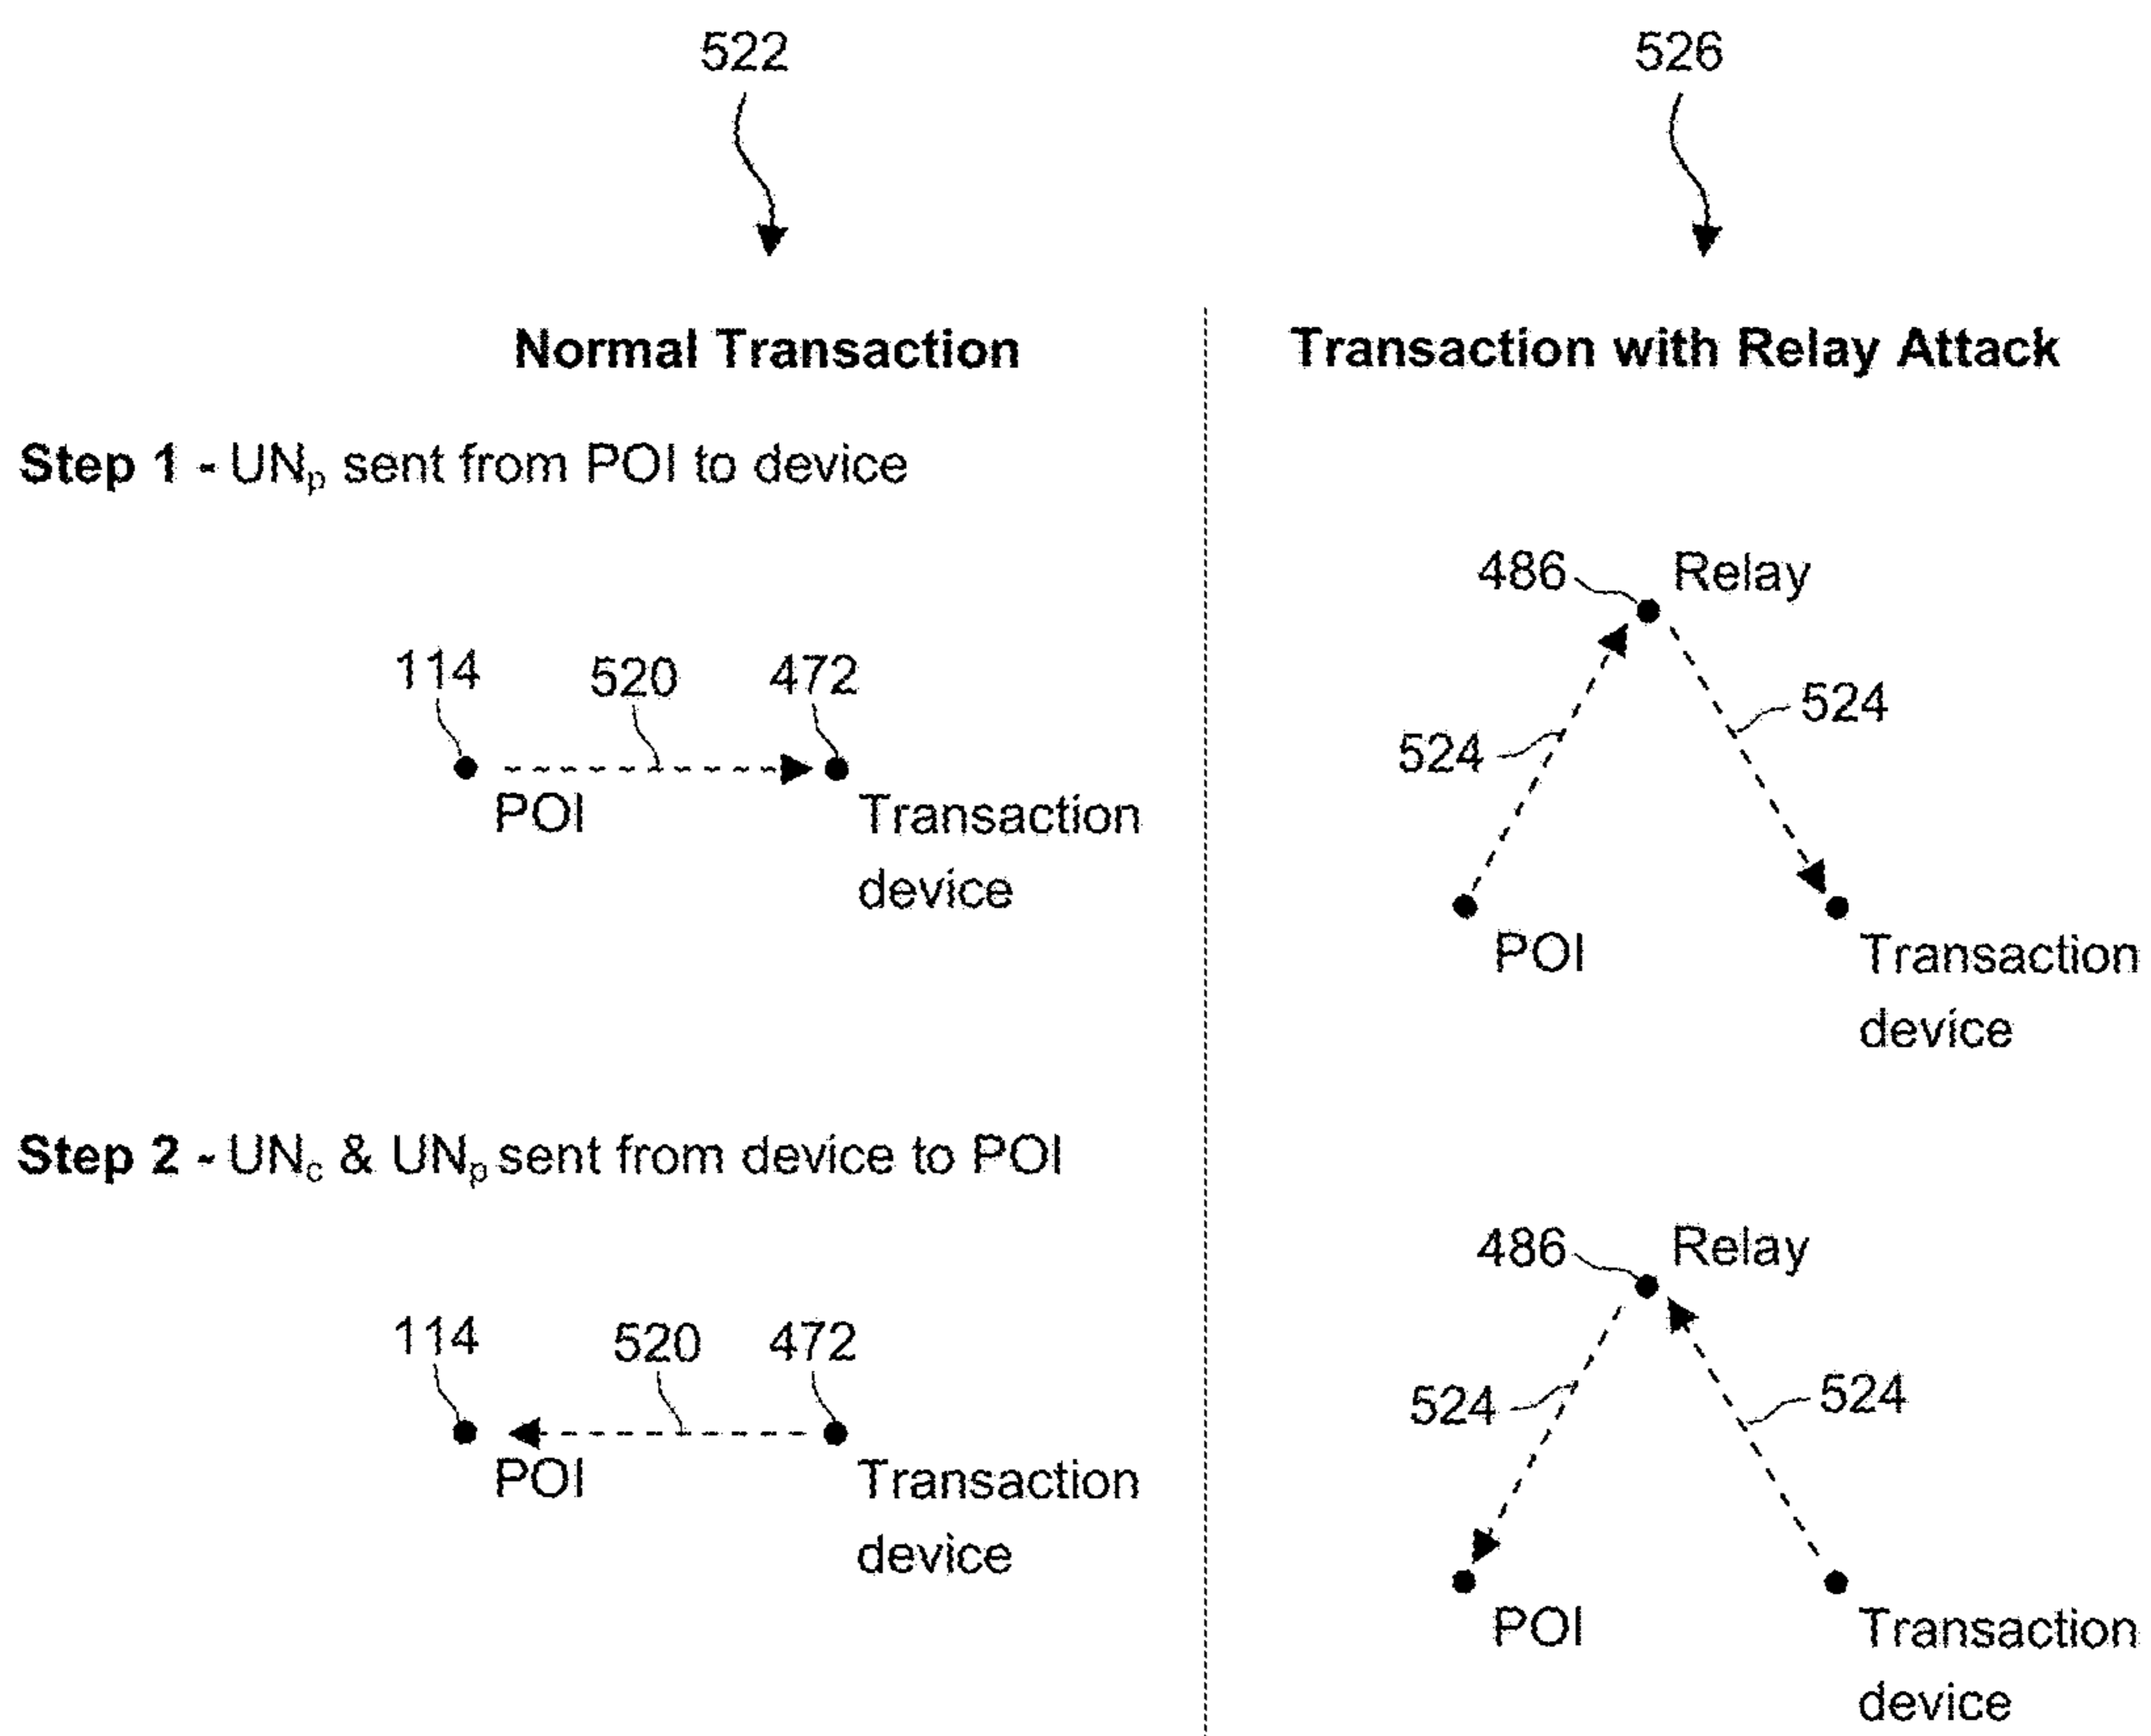 522
526
Normal Transaction
Transaction with Relay Attack
Step 1 - UNp sent from POI to device
486 Relay
114 520 472
524
524
POI
Transaction
device
POI
Transaction
device
Step 2 - UNc & UNp sent from device to POI
486 Relay
114 520 472
524
524
POI
Transaction
device
POI
Transaction
device